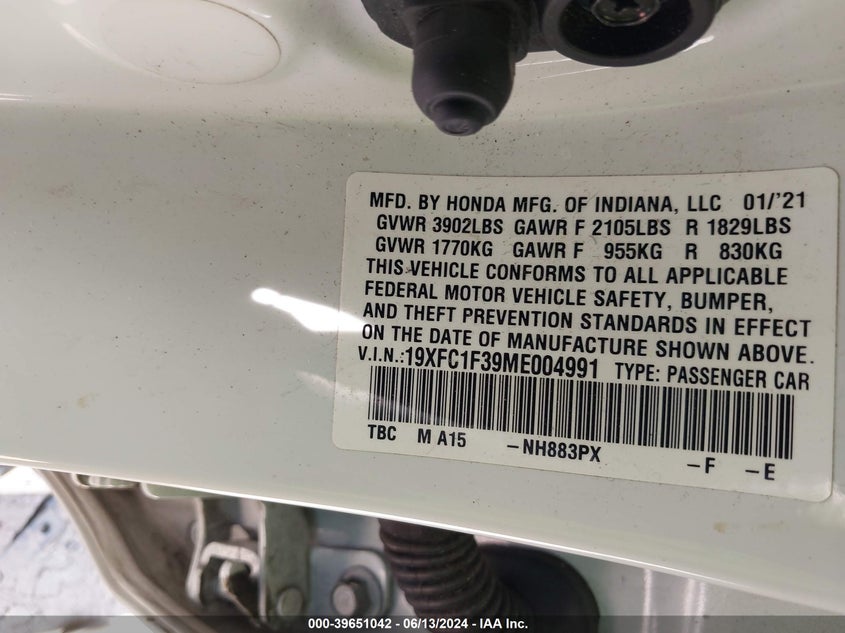 MFD. BY HONDA MFG. OF INDIANA, LLC 01/'21
GVWR 3902LBS GAWR F 2105LBS R 1829LBS
GVWR 1770KG GAWR F 955KG R 830KG
THIS VEHICLE CONFORMS TO ALL APPLICABLE
FEDERAL MOTOR VEHICLE SAFETY, BUMPER,
AND THEFT PREVENTION STANDARDS IN EFFECT
ON THE DATE OF MANUFACTURE SHOWN ABOVE.
V.I.N.:19XFC1F39ME004991 TYPE: PASSENGER CAR
TBC M A15 –NH883PX –F –E
000-39651042 - 06/13/2024 - IAA Inc.